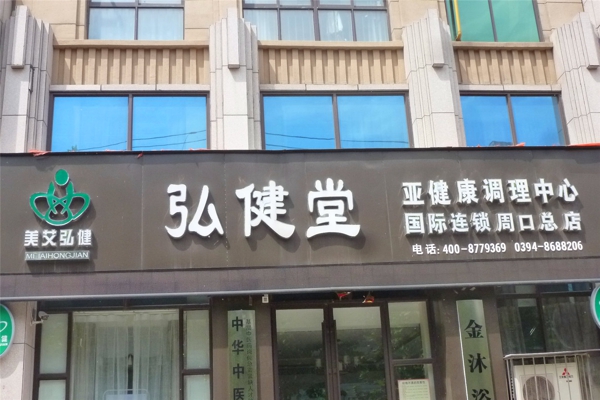 美艾弘健
MEIAIHONGJIAN
弘健堂
亚健康调理中心
国际连锁 周口总店
电话:400-8779369 0394-8688206
中华中医
金沐浴